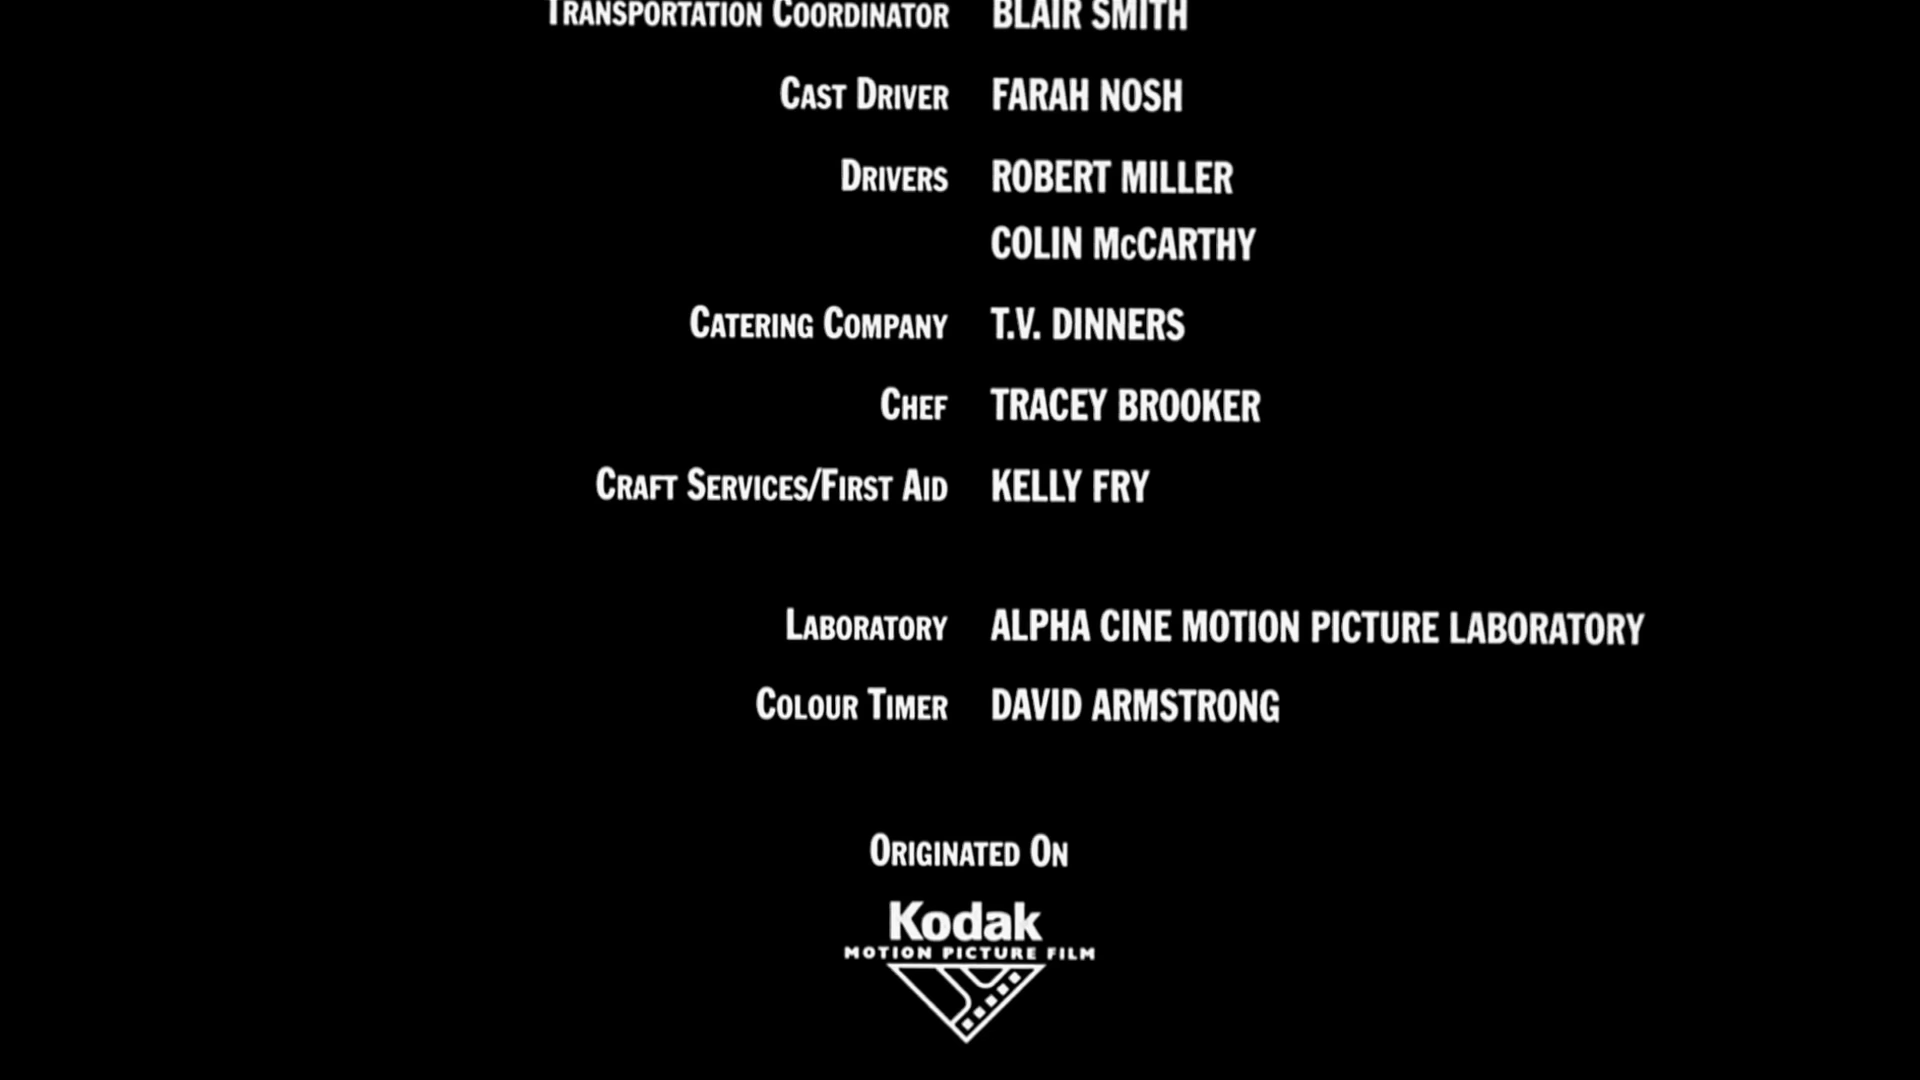 TRANSPORTATION COORDINATOR BLAIR SMITH
CAST DRIVER FARAH NOSH
DRIVERS ROBERT MILLER
COLIN McCARTHY
CATERING COMPANY T.V. DINNERS
CHEF TRACEY BROOKER
CRAFT SERVICES/FIRST AID KELLY FRY
LABORATORY ALPHA CINE MOTION PICTURE LABORATORY
COLOUR TIMER DAVID ARMSTRONG
ORIGINATED ON
Kodak
MOTION PICTURE FILM